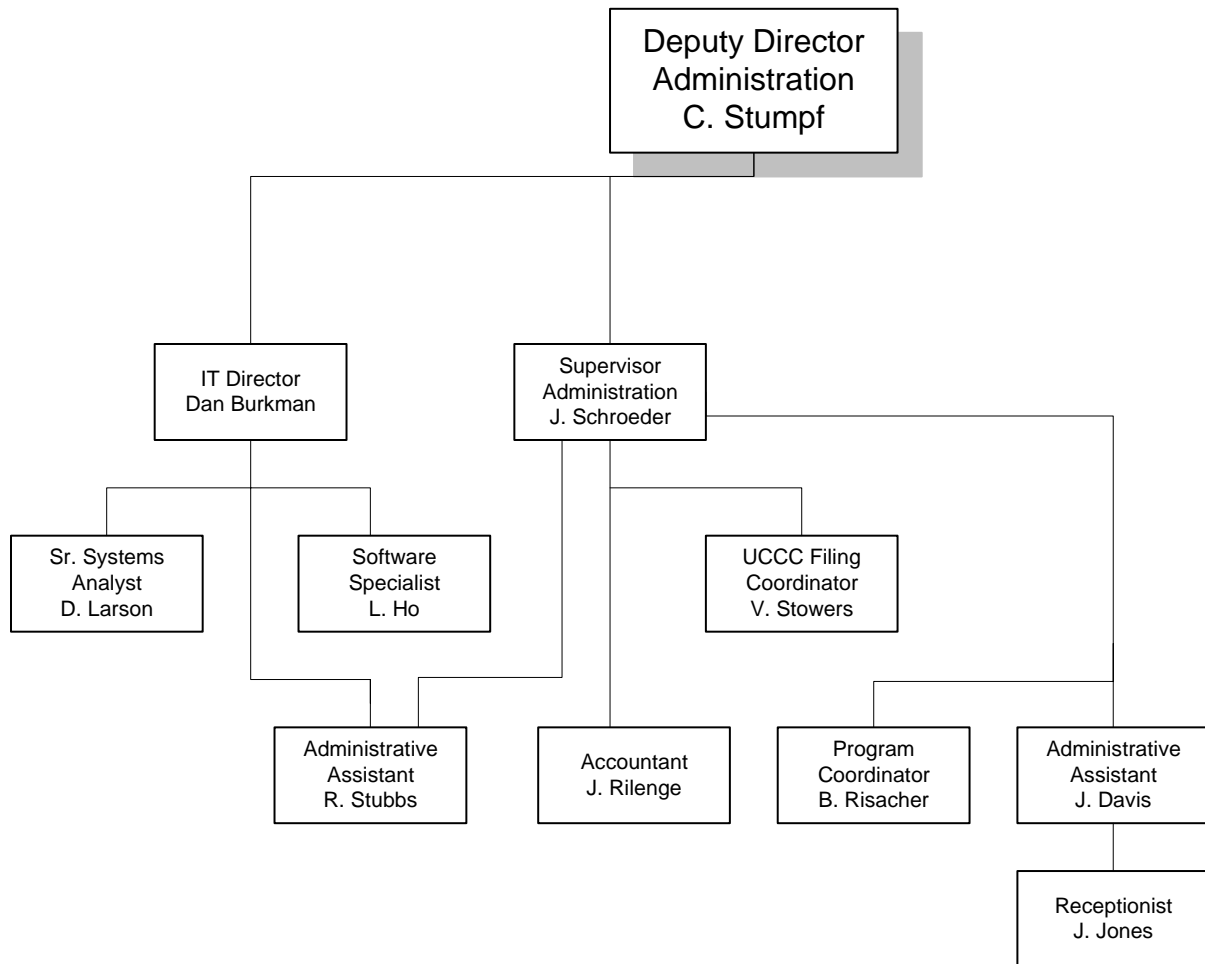 Deputy Director
Administration
C. Stumpf
IT Director
Dan Burkman
Supervisor
Administration
J. Schroeder
Sr. Systems
Analyst
D. Larson
Software
Specialist
L. Ho
UCCC Filing
Coordinator
V. Stowers
Administrative
Assistant
R. Stubbs
Accountant
J. Rilenge
Program
Coordinator
B. Risacher
Administrative
Assistant
J. Davis
Receptionist
J. Jones